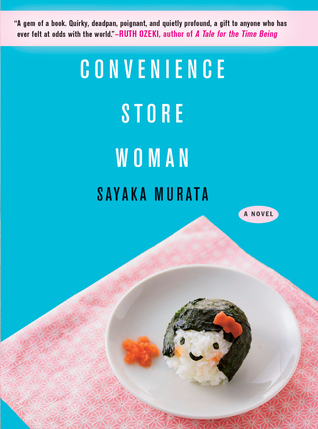 “A gem of a book. Quirky, deadpan, poignant, and quietly profound, a gift to anyone who has
ever felt at odds with the world.”–RUTH OZEKI, author of A Tale for the Time Being
CONVENIENCE
STORE
WOMAN
SAYAKA MURATA
A NOVEL